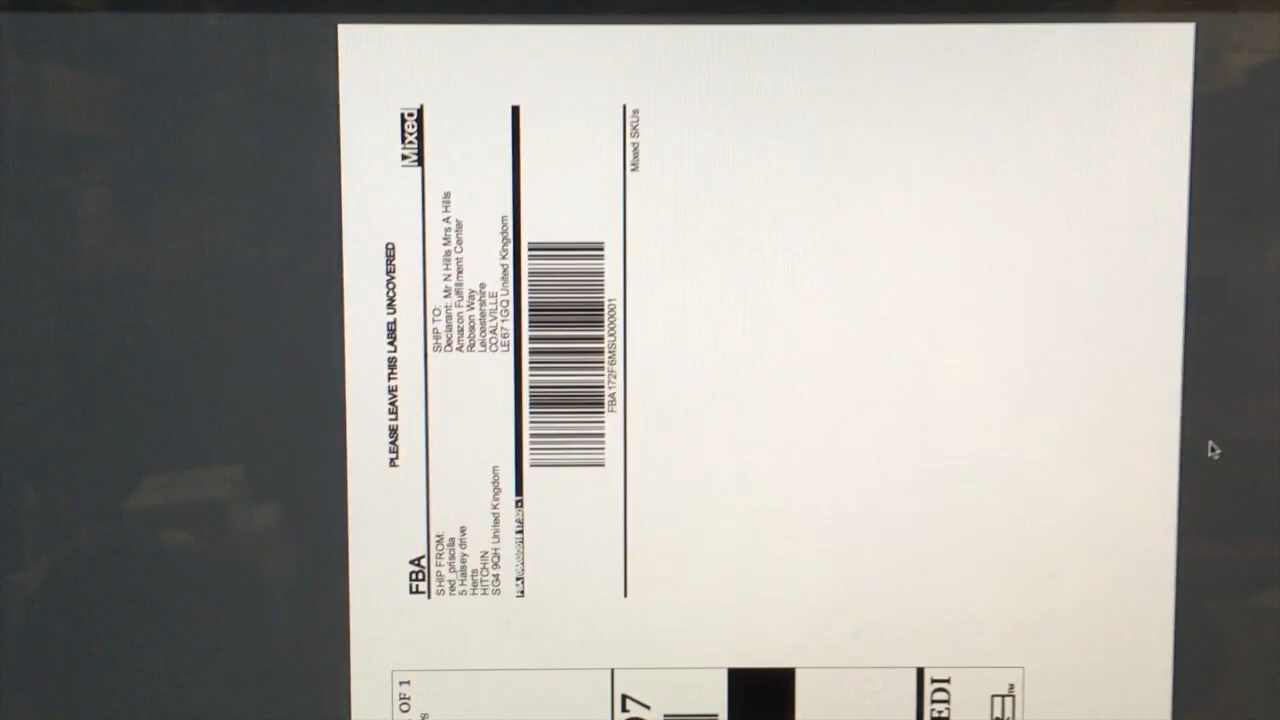 PLEASE LEAVE THIS LABEL UNCOVERED
FBA
Mixed
SHIP FROM:
red_priscilla
5 Halsey drive
Herts
HITCHIN
SG4 9QH United Kingdom
SHIP TO:
Declarant: Mr N Hills Mrs A Hills
Amazon Fulfillment Center
Robson Way
Leicestershire
COALVILLE
LE67 1GQ United Kingdom
FBA172F6MSU000001
Mixed SKUs
OF 1
EDI
TM